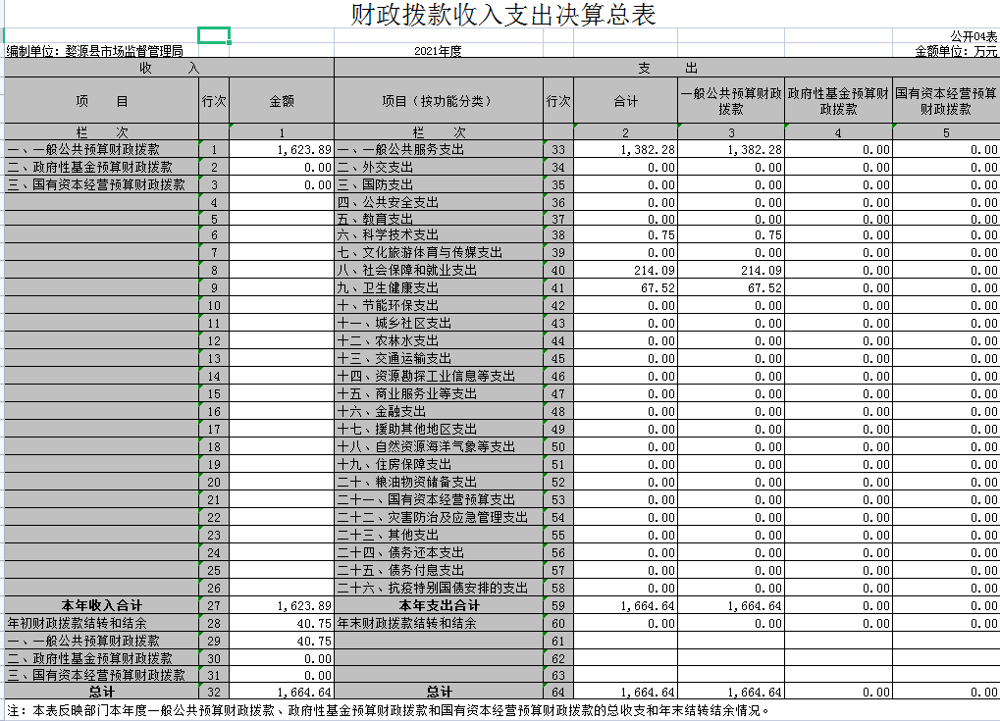 财政拨款收入支出决算总表
公开04表
编制单位：婺源县市场监督管理局 2021年度 金额单位：万元
收 入 支 出
项 目 行次 金额 项目（按功能分类） 行次 合计 一般公共预算财政拨款 政府性基金预算财政拨款 国有资本经营预算财政拨款
栏 次 1 栏 次 2 3 4 5
一、一般公共预算财政拨款 1 1,623.89 一、一般公共服务支出 33 1,382.28 1,382.28 0.00 0.00
二、政府性基金预算财政拨款 2 0.00 二、外交支出 34 0.00 0.00 0.00 0.00
三、国有资本经营预算财政拨款 3 0.00 三、国防支出 35 0.00 0.00 0.00 0.00
4 四、公共安全支出 36 0.00 0.00 0.00 0.00
5 五、教育支出 37 0.00 0.00 0.00 0.00
6 六、科学技术支出 38 0.75 0.75 0.00 0.00
7 七、文化旅游体育与传媒支出 39 0.00 0.00 0.00 0.00
8 八、社会保障和就业支出 40 214.09 214.09 0.00 0.00
9 九、卫生健康支出 41 67.52 67.52 0.00 0.00
10 十、节能环保支出 42 0.00 0.00 0.00 0.00
11 十一、城乡社区支出 43 0.00 0.00 0.00 0.00
12 十二、农林水支出 44 0.00 0.00 0.00 0.00
13 十三、交通运输支出 45 0.00 0.00 0.00 0.00
14 十四、资源勘探工业信息等支出 46 0.00 0.00 0.00 0.00
15 十五、商业服务业等支出 47 0.00 0.00 0.00 0.00
16 十六、金融支出 48 0.00 0.00 0.00 0.00
17 十七、援助其他地区支出 49 0.00 0.00 0.00 0.00
18 十八、自然资源海洋气象等支出 50 0.00 0.00 0.00 0.00
19 十九、住房保障支出 51 0.00 0.00 0.00 0.00
20 二十、粮油物资储备支出 52 0.00 0.00 0.00 0.00
21 二十一、国有资本经营预算支出 53 0.00 0.00 0.00 0.00
22 二十二、灾害防治及应急管理支出 54 0.00 0.00 0.00 0.00
23 二十三、其他支出 55 0.00 0.00 0.00 0.00
24 二十四、债务还本支出 56 0.00 0.00 0.00 0.00
25 二十五、债务付息支出 57 0.00 0.00 0.00 0.00
26 二十六、抗疫特别国债安排的支出 58 0.00 0.00 0.00 0.00
本年收入合计 27 1,623.89 本年支出合计 59 1,664.64 1,664.64 0.00 0.00
年初财政拨款结转和结余 28 40.75 年末财政拨款结转和结余 60 0.00 0.00 0.00 0.00
一、一般公共预算财政拨款 29 40.75 61
二、政府性基金预算财政拨款 30 0.00 62
三、国有资本经营预算财政拨款 31 0.00 63
总计 32 1,664.64 总计 64 1,664.64 1,664.64 0.00 0.00
注：本表反映部门本年度一般公共预算财政拨款、政府性基金预算财政拨款和国有资本经营预算财政拨款的总收支和年末结转结余情况。